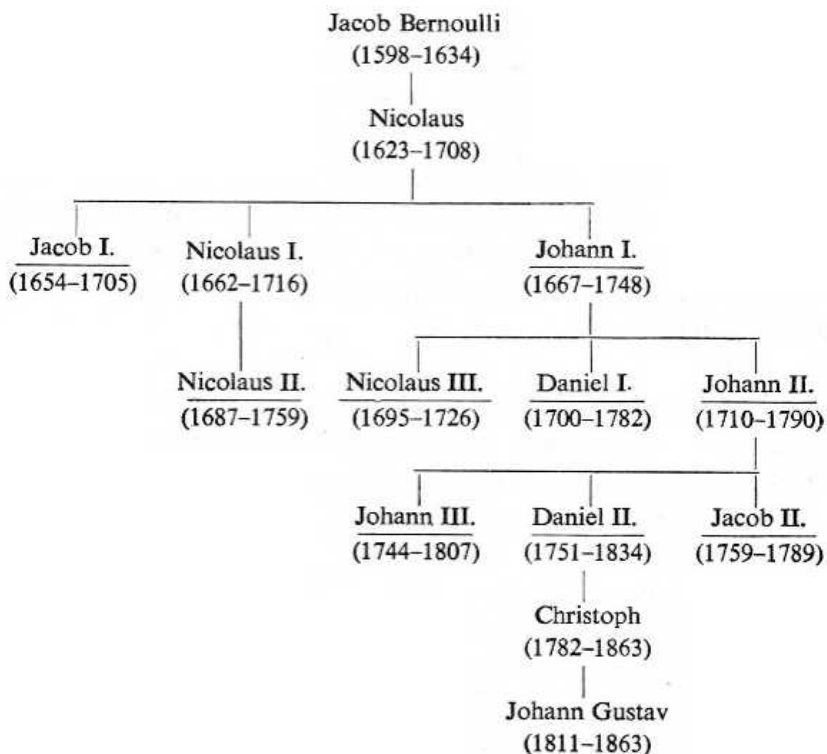 Jacob Bernoulli
(1598–1634)
Nicolaus
(1623–1708)
Jacob I. Nicolaus I. Johann I.
(1654–1705) (1662–1716) (1667–1748)
Nicolaus II. Nicolaus III. Daniel I. Johann II.
(1687–1759) (1695–1726) (1700–1782) (1710–1790)
Johann III. Daniel II. Jacob II.
(1744–1807) (1751–1834) (1759–1789)
Christoph
(1782–1863)
Johann Gustav
(1811–1863)